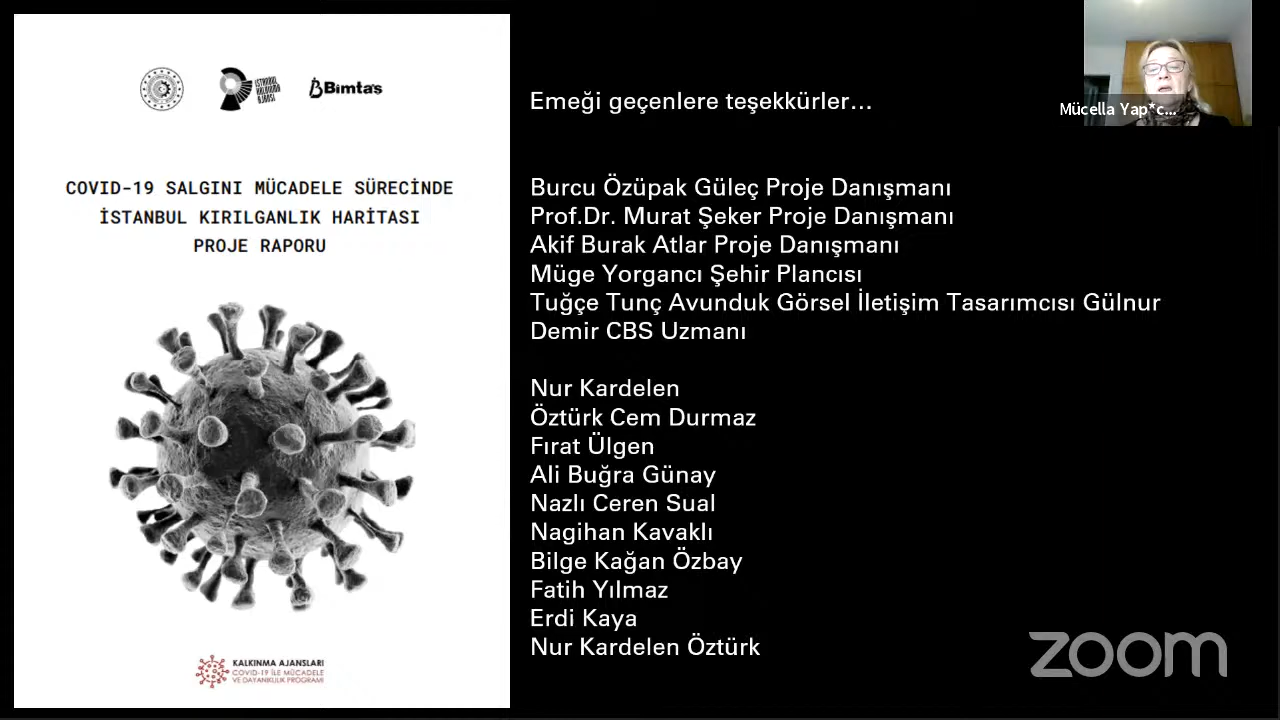 İSTANBUL
KALKINMA
AJANSI
Bimtaş
COVID-19 SALGINI MÜCADELE SÜRECİNDE
İSTANBUL KIRILGANLIK HARİTASI
PROJE RAPORU
KALKINMA AJANSLARI
COVID-19 İLE MÜCADELE
VE DAYANIKLILIK PROGRAMI
Emeği geçenlere teşekkürler…
Burcu Özüpak Güleç Proje Danışmanı
Prof.Dr. Murat Şeker Proje Danışmanı
Akif Burak Atlar Proje Danışmanı
Müge Yorgancı Şehir Plancısı
Tuğçe Tunç Avunduk Görsel İletişim Tasarımcısı Gülnur
Demir CBS Uzmanı
Nur Kardelen
Öztürk Cem Durmaz
Fırat Ülgen
Ali Buğra Günay
Nazlı Ceren Sual
Nagihan Kavaklı
Bilge Kağan Özbay
Fatih Yılmaz
Erdi Kaya
Nur Kardelen Öztürk
Mücella Yap*c...
zoom